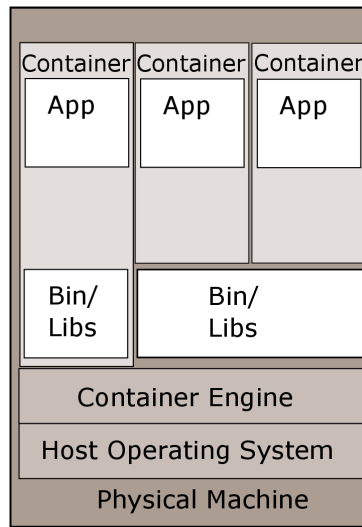 Container Container Container
App App App
Bin/ Bin/
Libs Libs
Container Engine
Host Operating System
Physical Machine